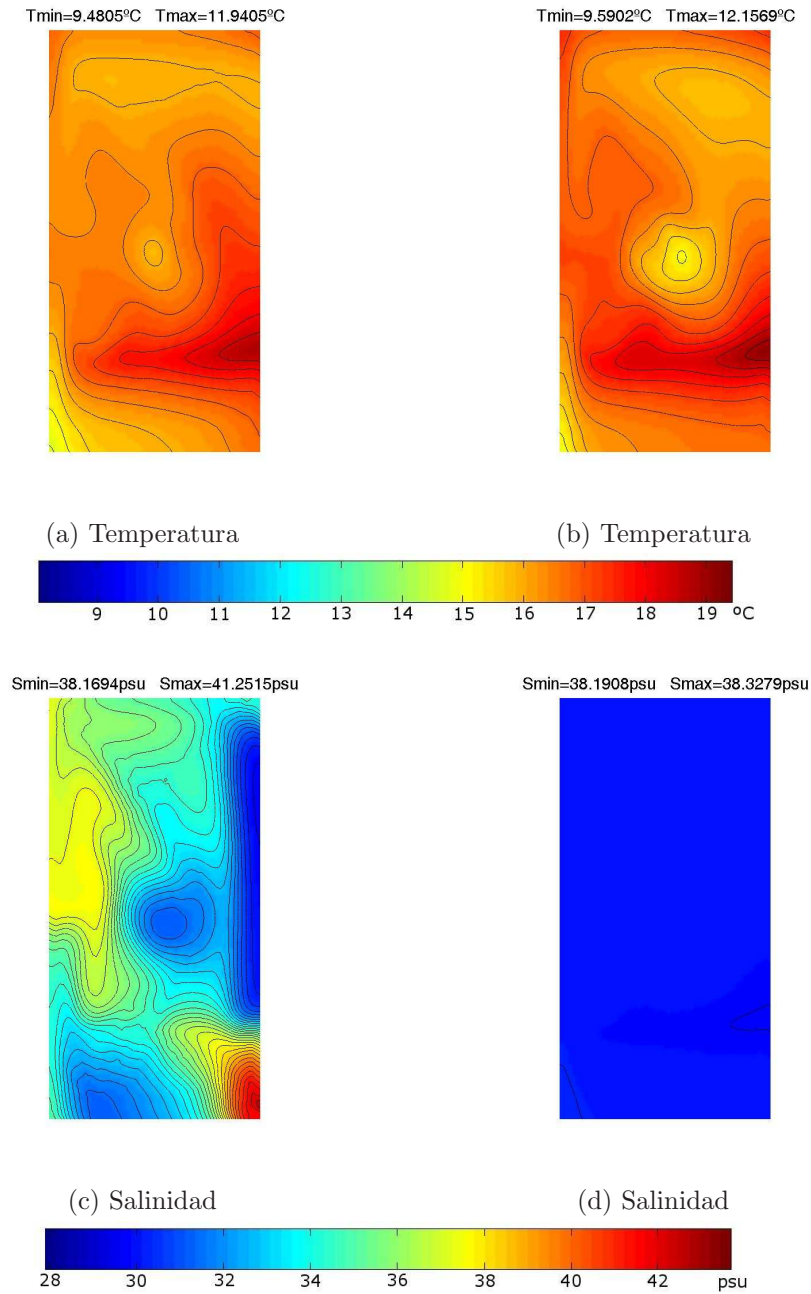 Tmin=9.4805ºC Tmax=11.9405ºC
Tmin=9.5902ºC Tmax=12.1569ºC
(a) Temperatura
(b) Temperatura
9 10 11 12 13 14 15 16 17 18 19 ºC
Smin=38.1694psu Smax=41.2515psu
Smin=38.1908psu Smax=38.3279psu
(c) Salinidad
(d) Salinidad
28 30 32 34 36 38 40 42 psu